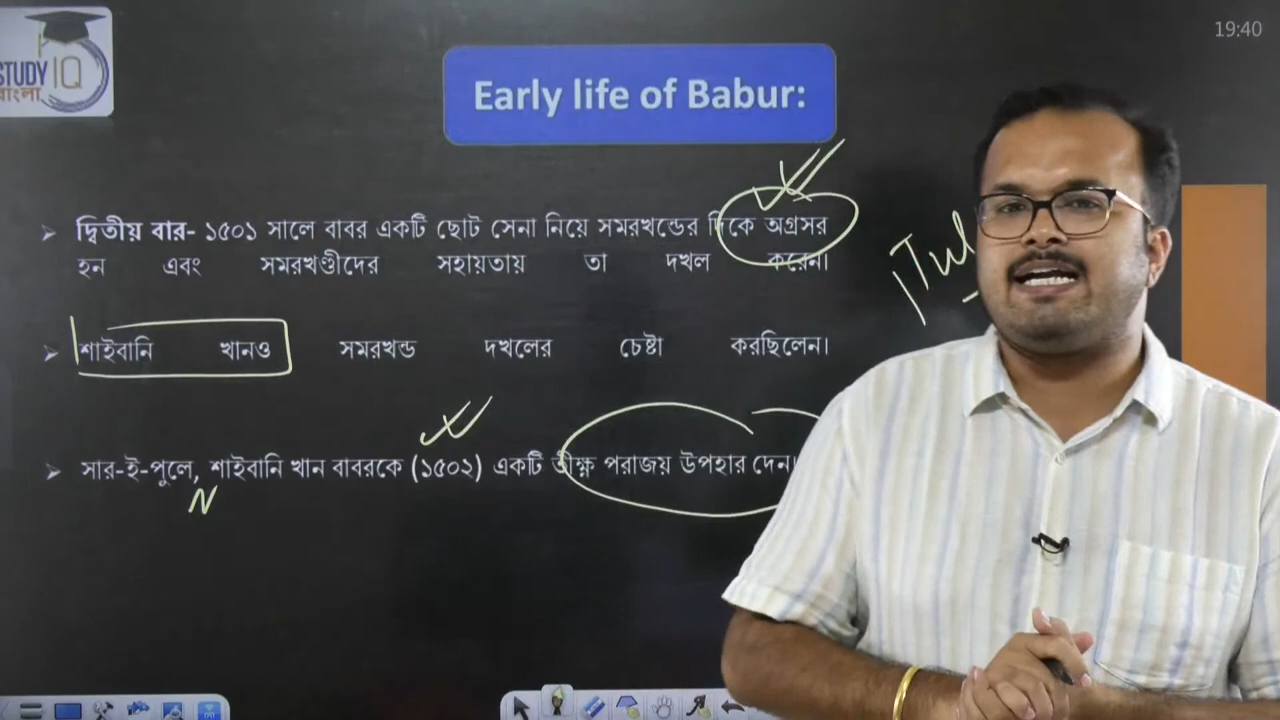 19:40
STUDY IQ
বাংলা
Early life of Babur:
দ্বিতীয় বার- ১৫০১ সালে বাবর একটি ছোট সেনা নিয়ে সমরখন্ডের দিকে অগ্রসর
হন এবং সমরখণ্ডীদের সহায়তায় তা দখল করেন।
শাইবানি খানও সমরখন্ড দখলের চেষ্টা করছিলেন।
সার-ই-পুলে, শাইবানি খান বাবরকে (১৫০২) একটি তীক্ষ্ণ পরাজয় উপহার দেন।
N